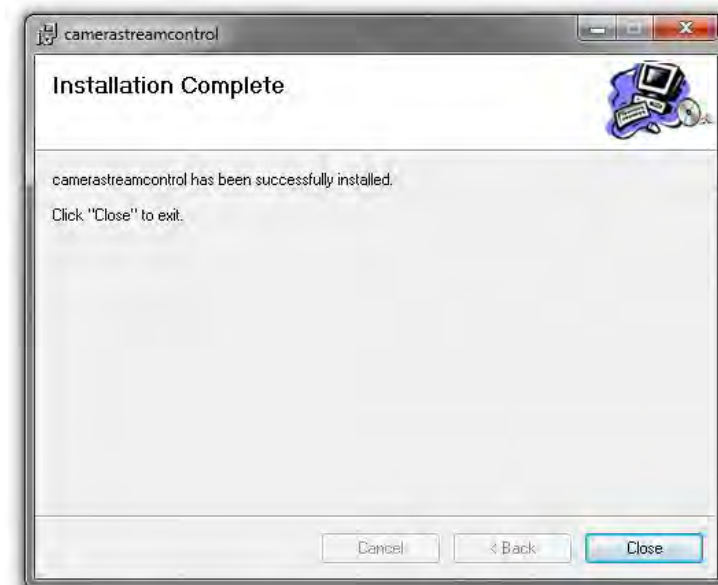 camerastreamcontrol
Installation Complete
camerastreamcontrol has been successfully installed.
Click "Close" to exit.
Cancel
< Back
Close